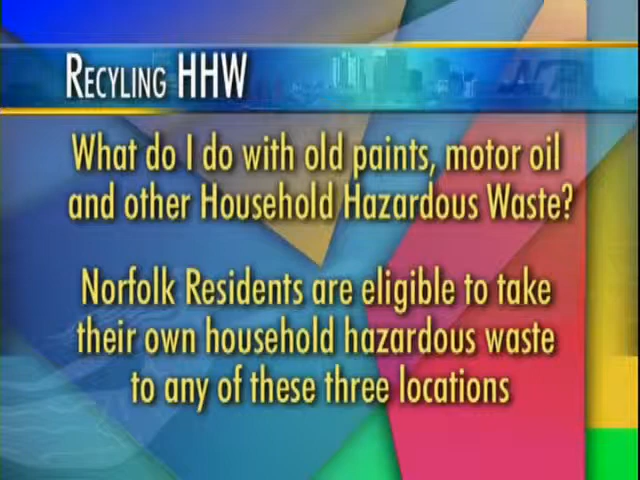 RECYLING HHW
What do I do with old paints, motor oil
and other Household Hazardous Waste?
Norfolk Residents are eligible to take
their own household hazardous waste
to any of these three locations